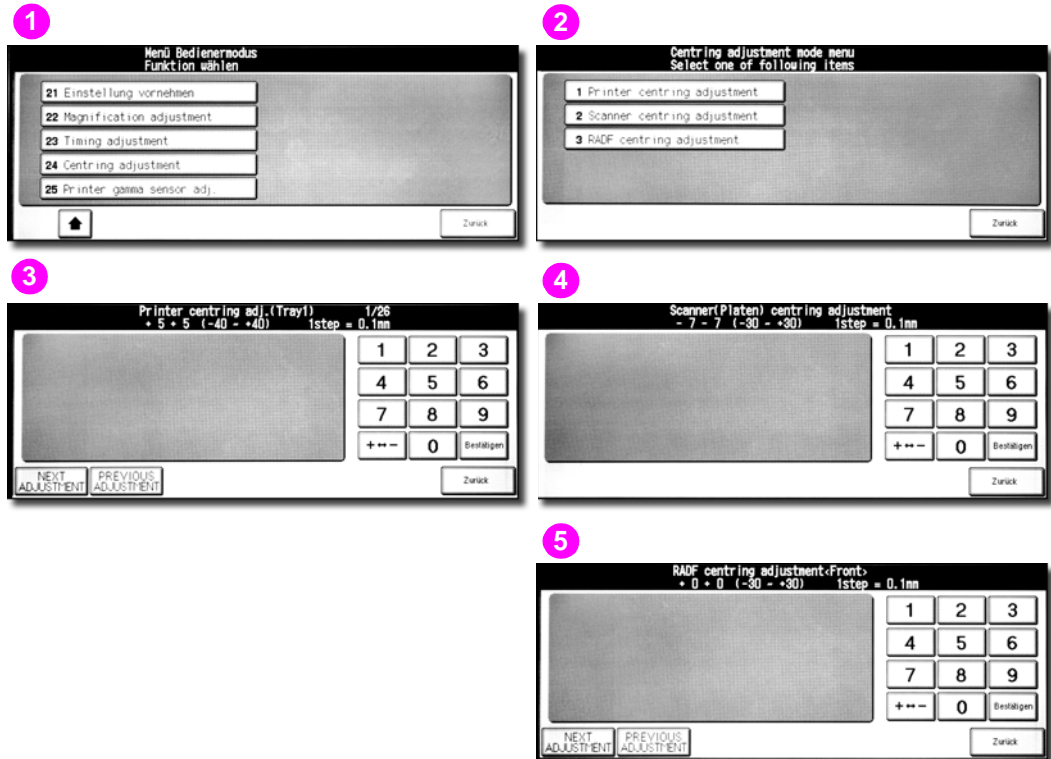 1
Menü Bedienermodus
Funktion wählen
21 Einstellung vornehmen
22 Magnification adjustment
23 Timing adjustment
24 Centring adjustment
25 Printer gamma sensor adj.
Zurück
2
Centring adjustment mode menu
Select one of following items
1 Printer centring adjustment
2 Scanner centring adjustment
3 RADF centring adjustment
Zurück
3
Printer centring adj.(Tray1) 1/26
+ 5 + 5 (-40 - +40) 1step = 0.1mm
1 2 3
4 5 6
7 8 9
+↔− 0 Bestätigen
NEXT
ADJUSTMENT
PREVIOUS
ADJUSTMENT
Zurück
4
Scanner(Platen) centring adjustment
- 7 - 7 (-30 - +30) 1step = 0.1mm
1 2 3
4 5 6
7 8 9
+↔− 0 Bestätigen
Zurück
5
RADF centring adjustment<Front>
+ 0 + 0 (-30 - +30) 1step = 0.1mm
1 2 3
4 5 6
7 8 9
+↔− 0 Bestätigen
NEXT
ADJUSTMENT
PREVIOUS
ADJUSTMENT
Zurück